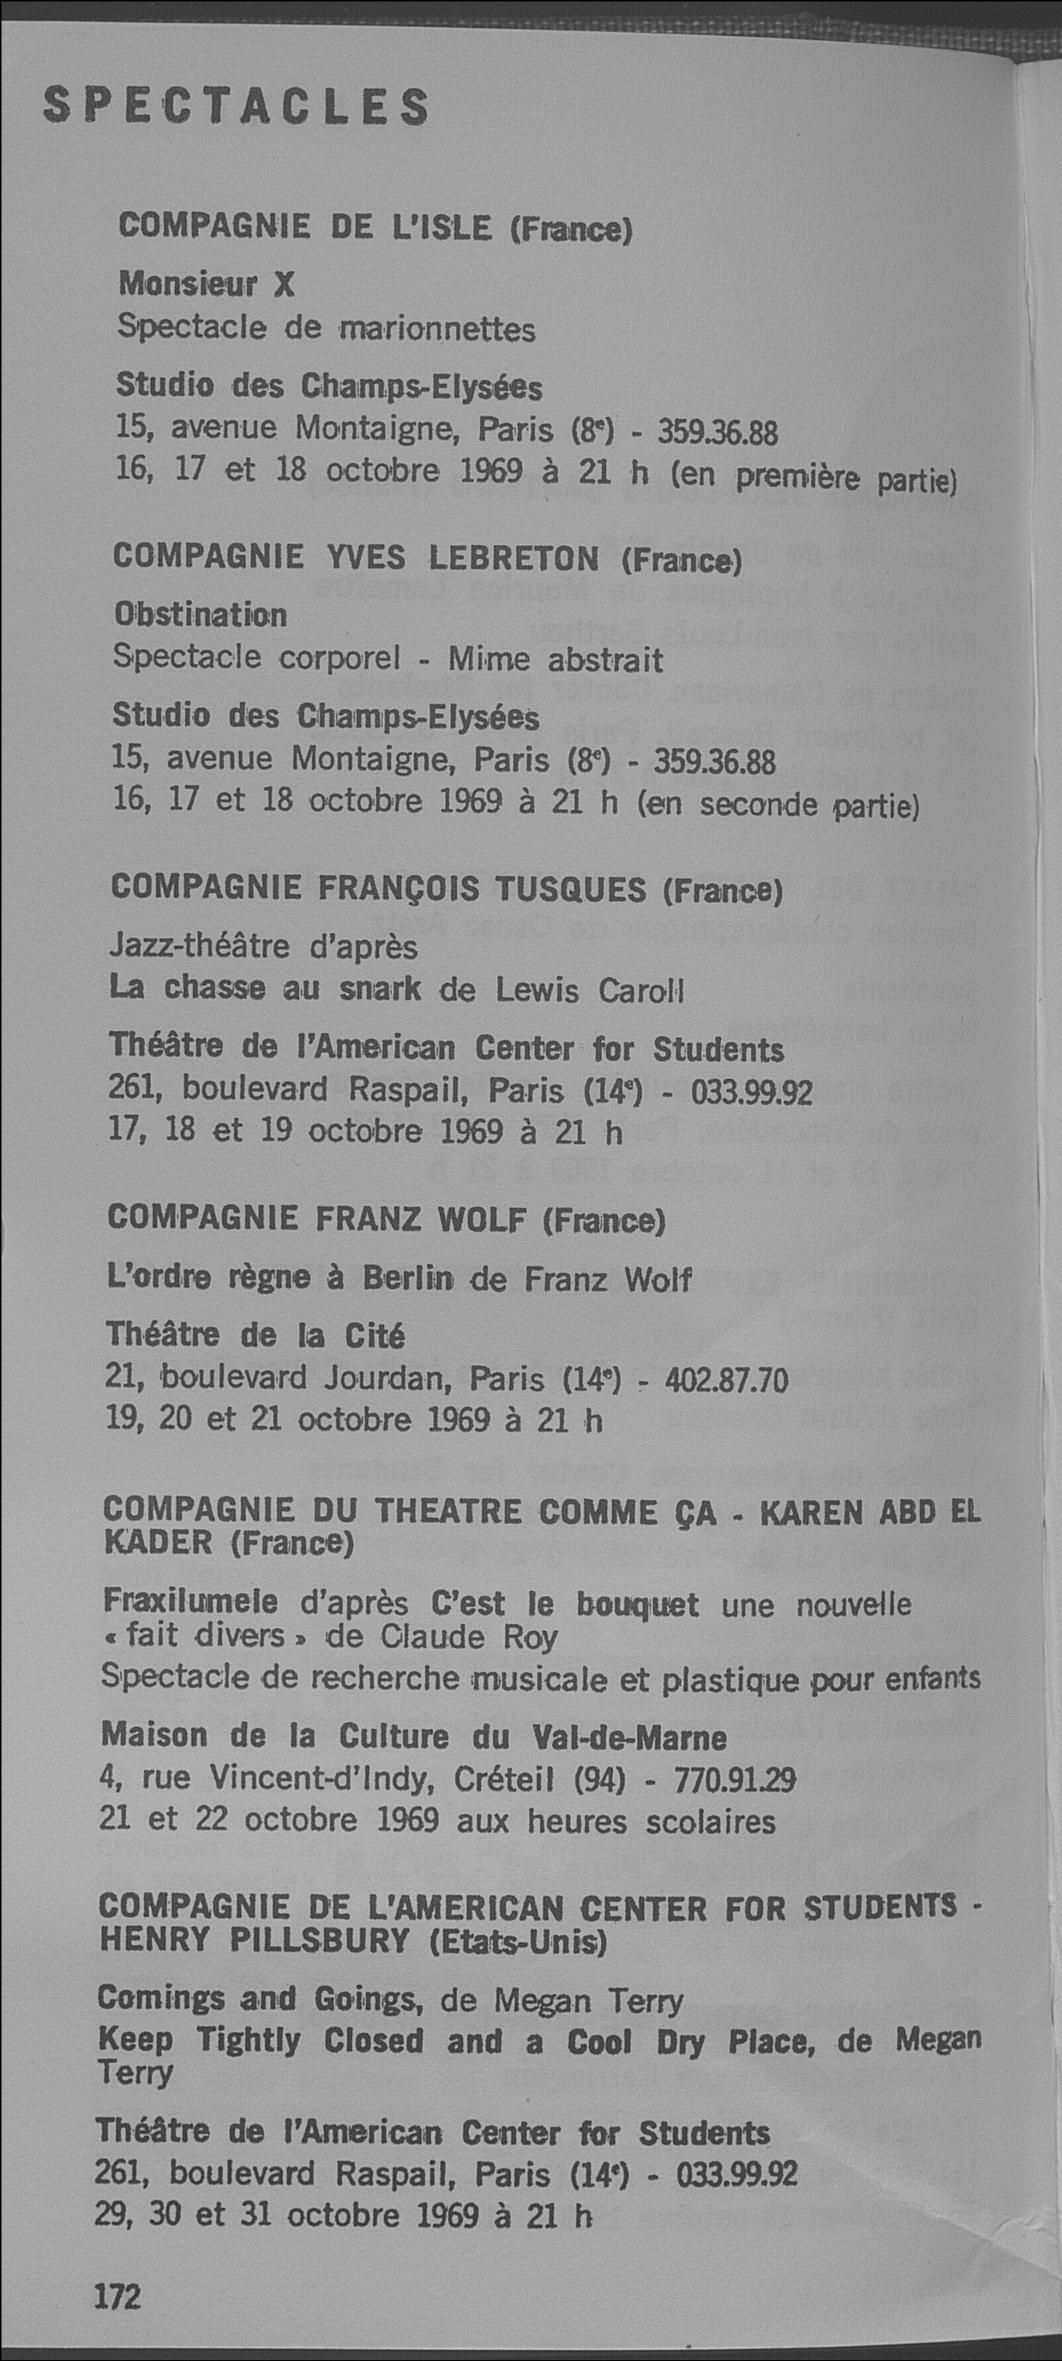 SPECTACLES
COMPAGNIE DE L'ISLE (France)
Monsieur X
Spectacle de marionnettes
Studio des Champs-Elysées
15, avenue Montaigne, Paris (8e) - 359.36.88
16, 17 et 18 octobre 1969 à 21 h (en première partie)
COMPAGNIE YVES LEBRETON (France)
Obstination
Spectacle corporel - Mime abstrait
Studio des Champs-Elysées
15, avenue Montaigne, Paris (8e) - 359.36.88
16, 17 et 18 octobre 1969 à 21 h (en seconde partie)
COMPAGNIE FRANÇOIS TUSQUES (France)
Jazz-théâtre d'après
La chasse au snark de Lewis Caroll
Théâtre de l'American Center for Students
261, boulevard Raspail, Paris (14e) - 033.99.92
17, 18 et 19 octobre 1969 à 21 h
COMPAGNIE FRANZ WOLF (France)
L'ordre règne à Berlin de Franz Wolf
Théâtre de la Cité
21, boulevard Jourdan, Paris (14e) - 402.87.70
19, 20 et 21 octobre 1969 à 21 h
COMPAGNIE DU THEATRE COMME ÇA - KAREN ABD EL
KADER (France)
Fraxilumele d'après C'est le bouquet une nouvelle
« fait divers » de Claude Roy
Spectacle de recherche musicale et plastique pour enfants
Maison de la Culture du Val-de-Marne
4, rue Vincent-d'Indy, Créteil (94) - 770.91.29
21 et 22 octobre 1969 aux heures scolaires
COMPAGNIE DE L'AMERICAN CENTER FOR STUDENTS -
HENRY PILLSBURY (Etats-Unis)
Comings and Goings, de Megan Terry
Keep Tightly Closed and a Cool Dry Place, de Megan
Terry
Théâtre de l'American Center for Students
261, boulevard Raspail, Paris (14e) - 033.99.92
29, 30 et 31 octobre 1969 à 21 h
172